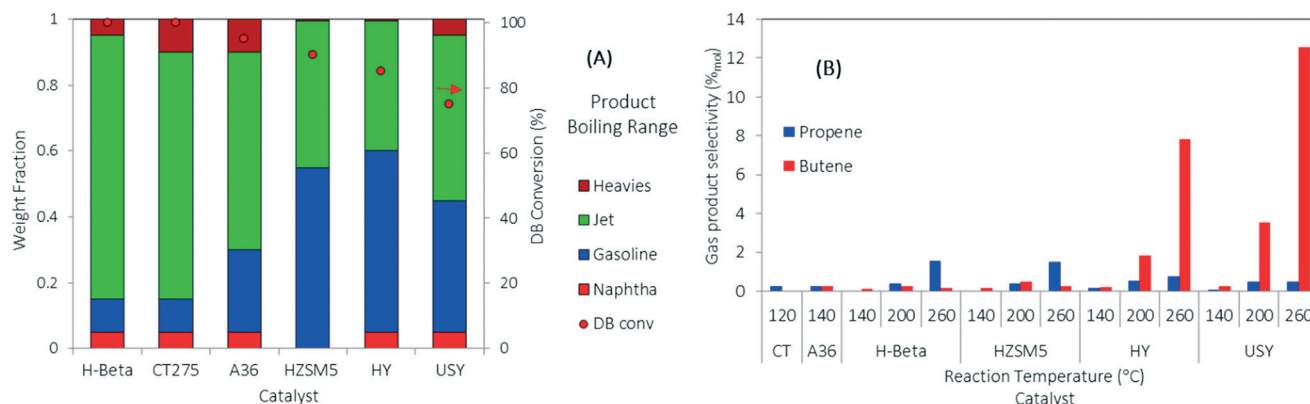 (A)
Weight Fraction
1
0.8
0.6
0.4
0.2
0
100
80
60
40
20
0
DB Conversion (%)
H-Beta CT275 A36 HZSM5 HY USY
Catalyst
Product
Boiling Range
Heavies
Jet
Gasoline
Naphtha
DB conv
(B)
Gas product selectivity (%mol)
14
12
10
8
6
4
2
0
Propene
Butene
120 140 140 200 260 140 200 260 140 200 260 140 200 260
CT A36 H-Beta HZSM5 HY USY
Reaction Temperature (°C)
Catalyst